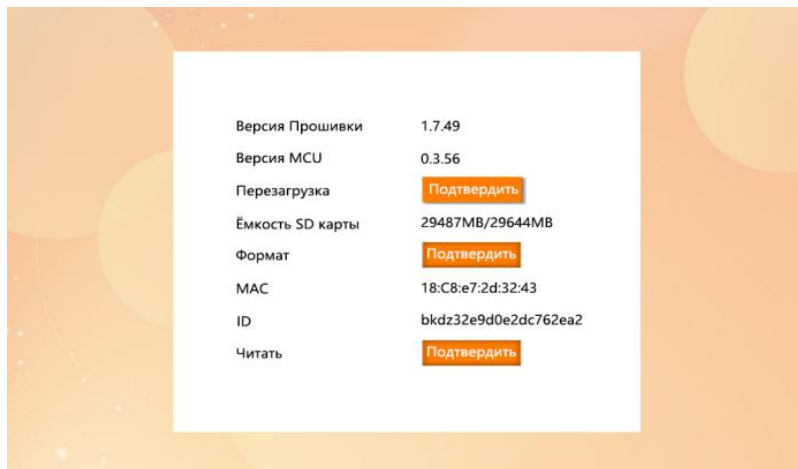 Версия Прошивки 1.7.49
Версия MCU 0.3.56
Перезагрузка Подтвердить
Ёмкость SD карты 29487MB/29644MB
Формат Подтвердить
MAC 18:C8:e7:2d:32:43
ID bkdz32e9d0e2dc762ea2
Читать Подтвердить